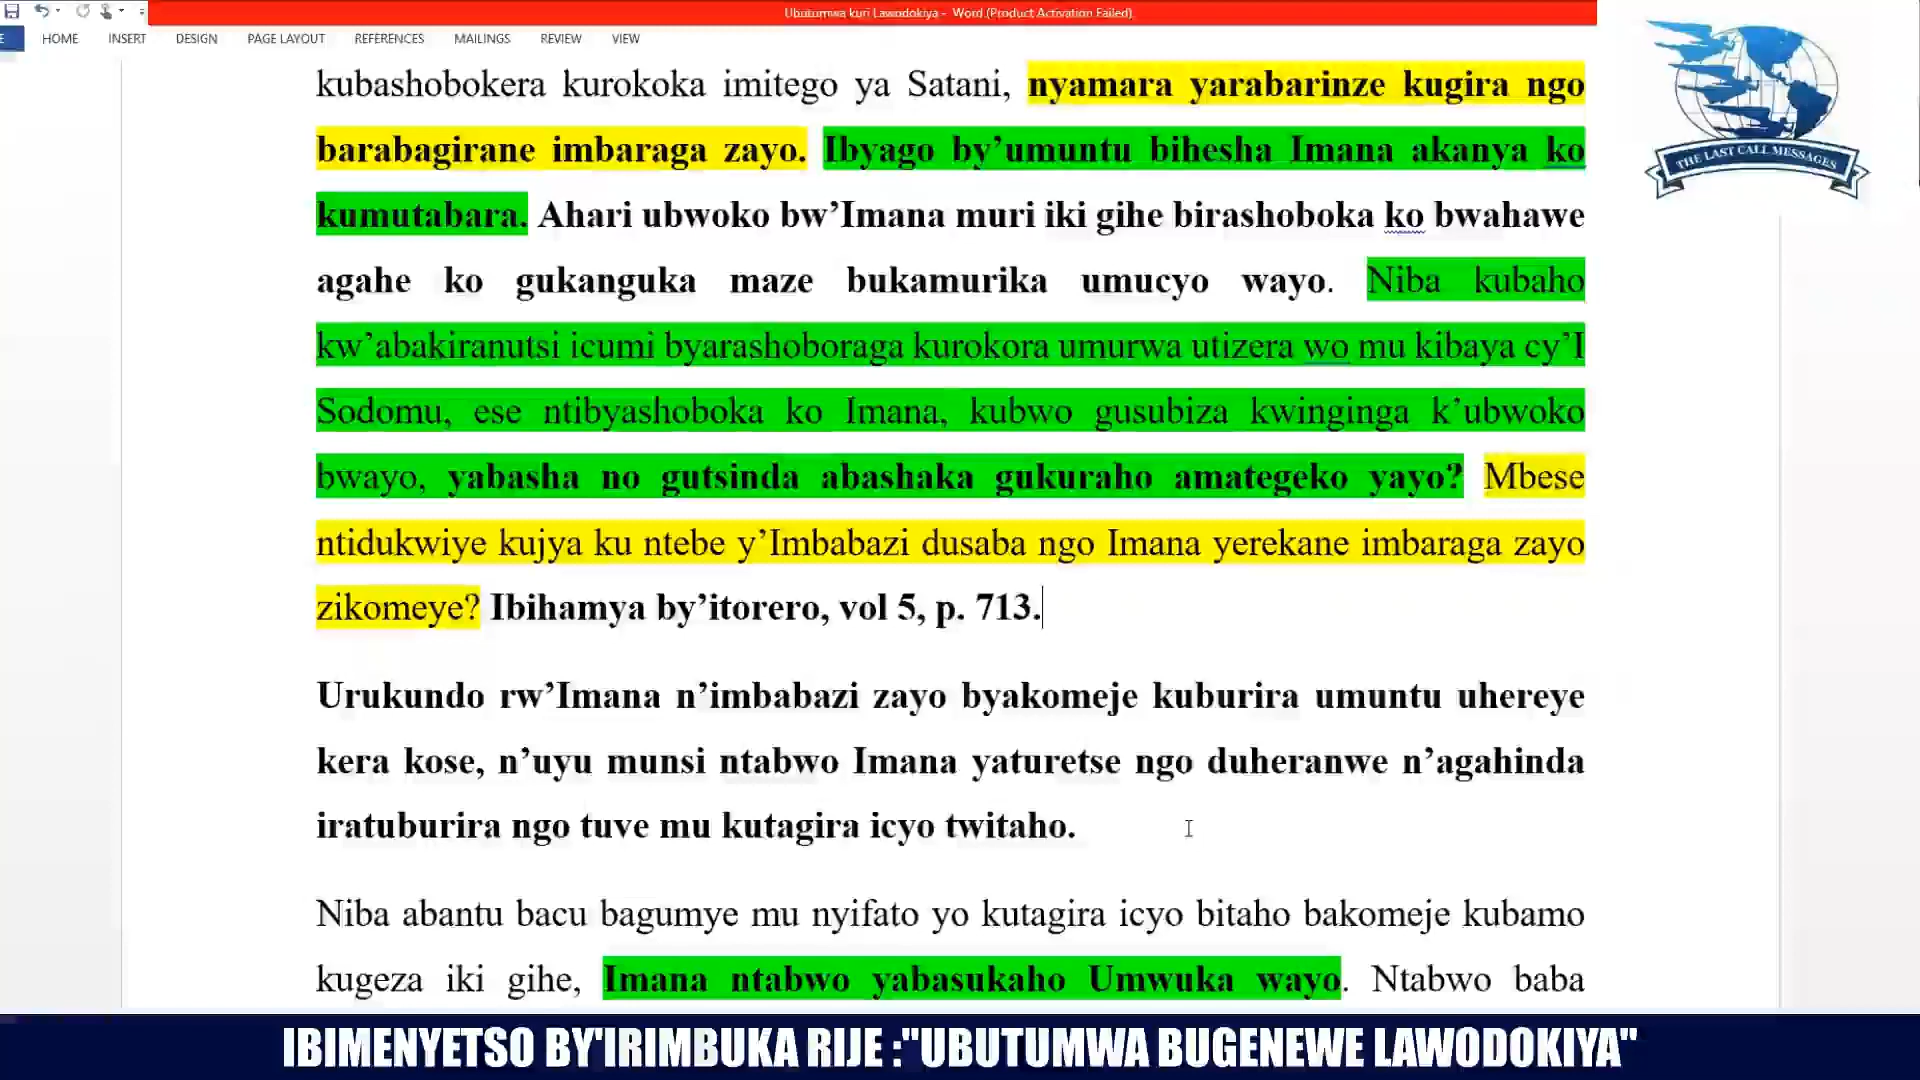 Ubutumwa kuri Lawodokiya - Word (Product Activation Failed)
HOME INSERT DESIGN PAGE LAYOUT REFERENCES MAILINGS REVIEW VIEW
THE LAST CALL MESSAGES
kubashobokera kurokoka imitego ya Satani, nyamara yarabarinze kugira ngo
barabagirane imbaraga zayo. Ibyago by’umuntu bihesha Imana akanya ko
kumutabara. Ahari ubwoko bw’Imana muri iki gihe birashoboka ko bwahawe
agahe ko gukanguka maze bukamurika umucyo wayo. Niba kubaho
kw’abakiranutsi icumi byarashoboraga kurokora umurwa utizera wo mu kibaya cy’I
Sodomu, ese ntibyashoboka ko Imana, kubwo gusubiza kwinginga k’ubwoko
bwayo, yabasha no gutsinda abashaka gukuraho amategeko yayo? Mbese
ntidukwiye kujya ku ntebe y’Imbabazi dusaba ngo Imana yerekane imbaraga zayo
zikomeye? Ibihamya by’itorero, vol 5, p. 713.
Urukundo rw’Imana n’imbabazi zayo byakomeje kuburira umuntu uhereye
kera kose, n’uyu munsi ntabwo Imana yaturetse ngo duheranwe n’agahinda
iratuburira ngo tuve mu kutagira icyo twitaho.
Niba abantu bacu bagumye mu nyifato yo kutagira icyo bitaho bakomeje kubamo
kugeza iki gihe, Imana ntabwo yabasukaho Umwuka wayo. Ntabwo baba
IBIMENYETSO BY'IRIMBUKA RIJE :"UBUTUMWA BUGENEWE LAWODOKIYA"